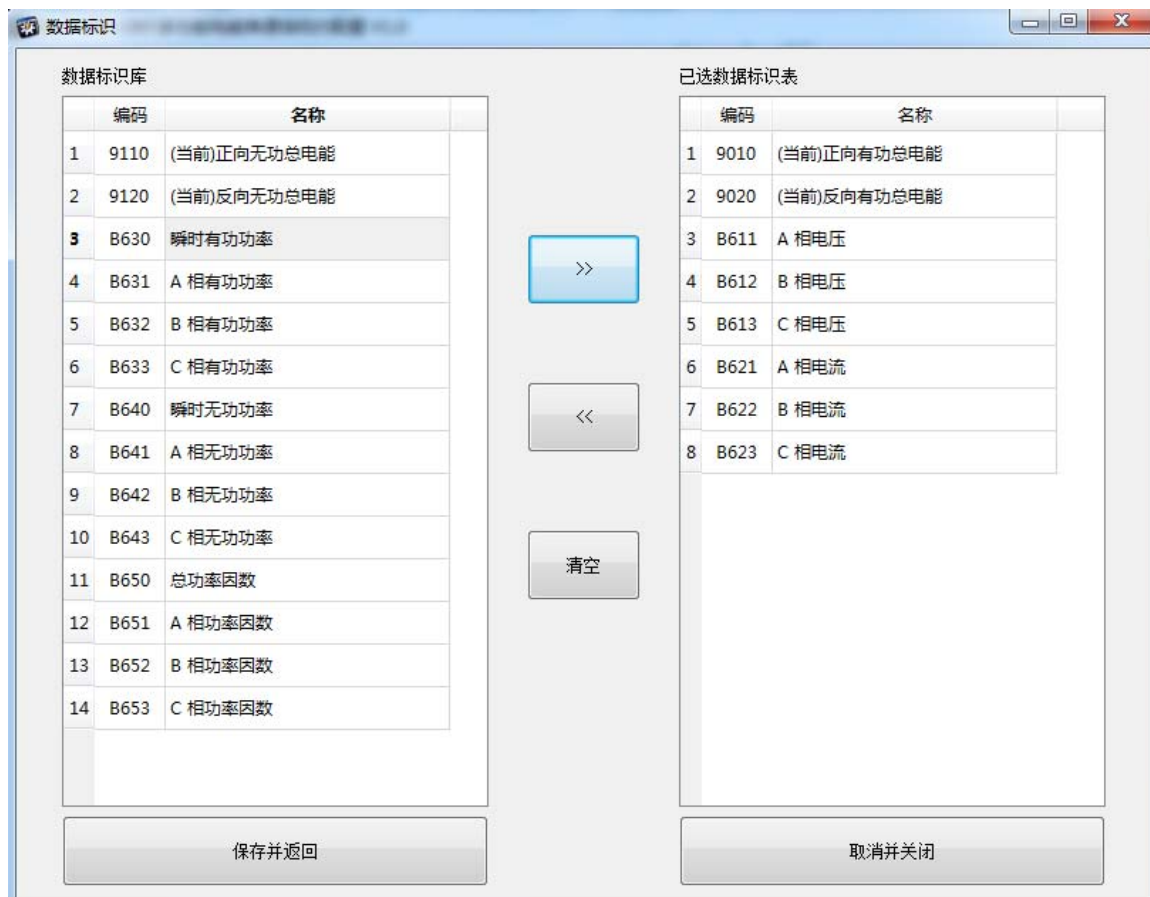 数据标识
数据标识库
编码 名称
1 9110 (当前)正向无功总电能
2 9120 (当前)反向无功总电能
3 B630 瞬时有功功率
4 B631 A 相有功功率
5 B632 B 相有功功率
6 B633 C 相有功功率
7 B640 瞬时无功功率
8 B641 A 相无功功率
9 B642 B 相无功功率
10 B643 C 相无功功率
11 B650 总功率因数
12 B651 A 相功率因数
13 B652 B 相功率因数
14 B653 C 相功率因数
>>
<<
清空
已选数据标识表
编码 名称
1 9010 (当前)正向有功总电能
2 9020 (当前)反向有功总电能
3 B611 A 相电压
4 B612 B 相电压
5 B613 C 相电压
6 B621 A 相电流
7 B622 B 相电流
8 B623 C 相电流
保存并返回
取消并关闭